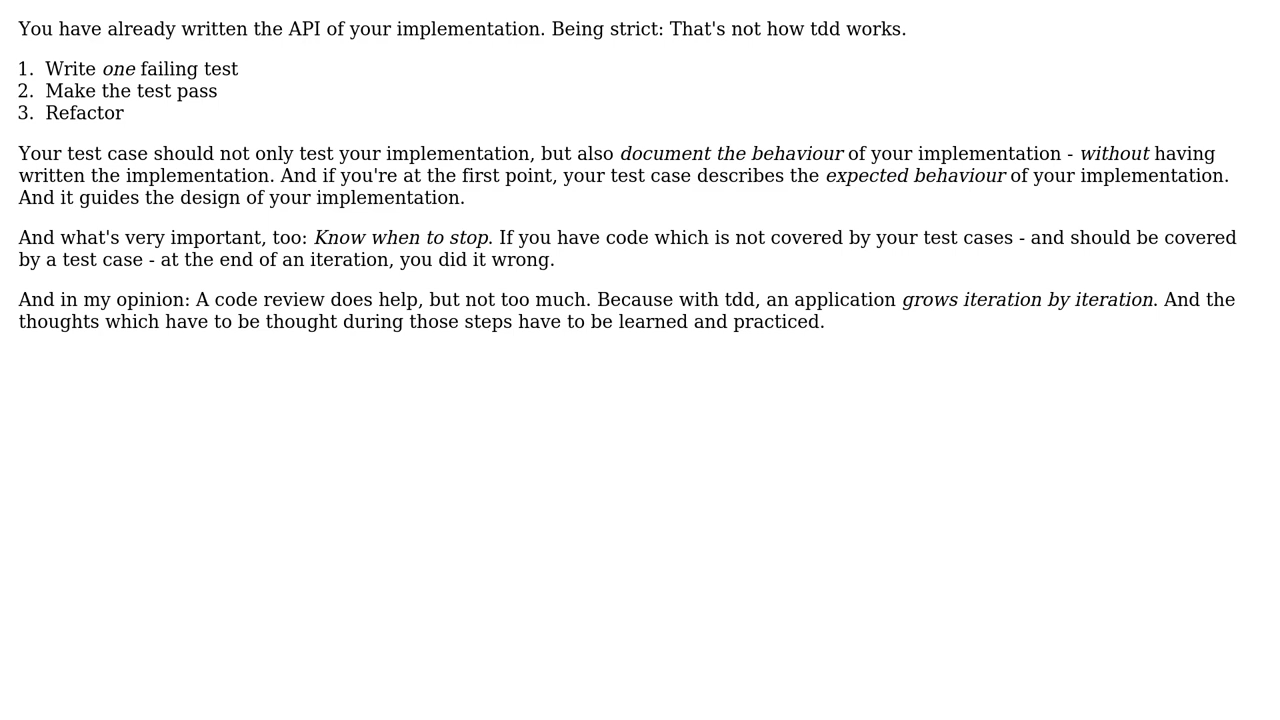 You have already written the API of your implementation. Being strict: That's not how tdd works.
1. Write one failing test
2. Make the test pass
3. Refactor
Your test case should not only test your implementation, but also document the behaviour of your implementation - without having
written the implementation. And if you're at the first point, your test case describes the expected behaviour of your implementation.
And it guides the design of your implementation.
And what's very important, too: Know when to stop. If you have code which is not covered by your test cases - and should be covered
by a test case - at the end of an iteration, you did it wrong.
And in my opinion: A code review does help, but not too much. Because with tdd, an application grows iteration by iteration. And the
thoughts which have to be thought during those steps have to be learned and practiced.